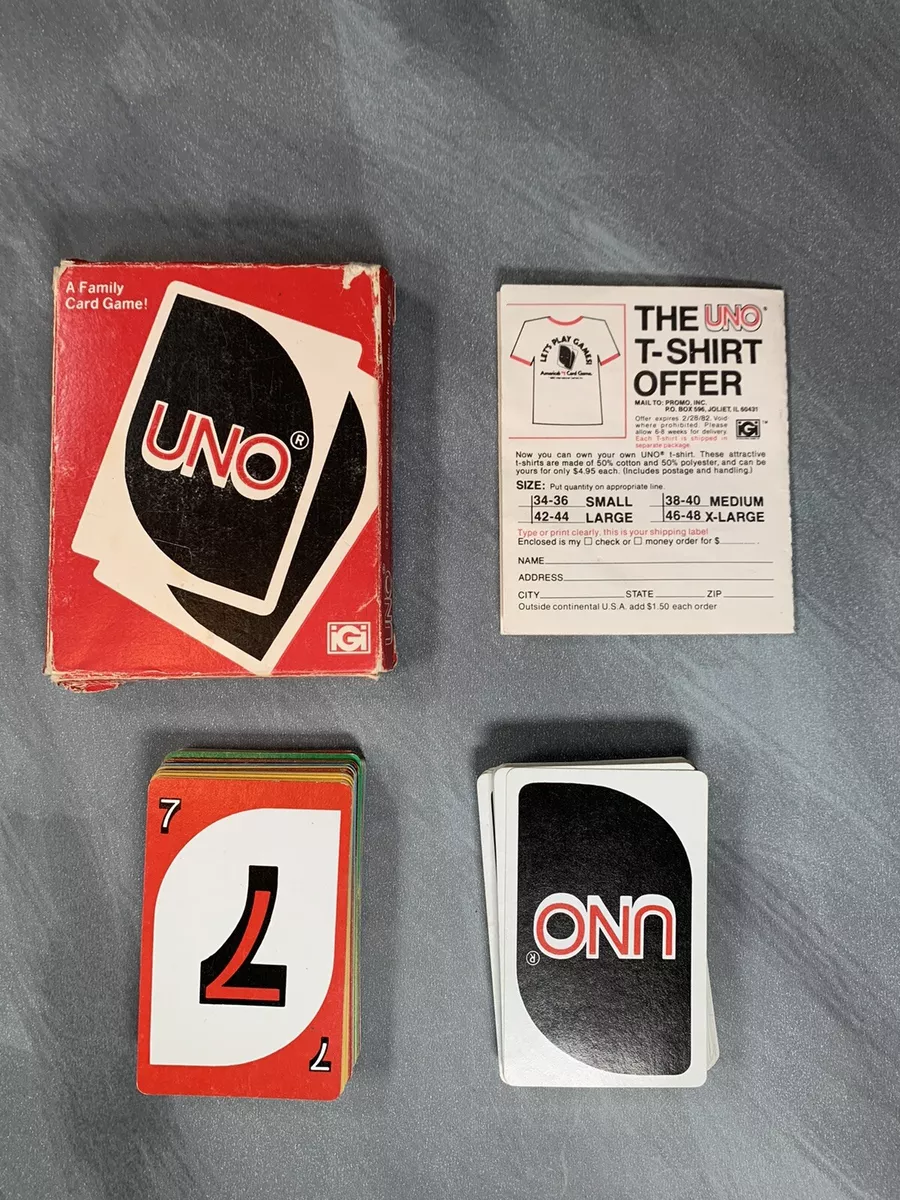 A Family
Card Game!
UNO®
iGi
UNO
THE UNO®
T-SHIRT
OFFER
LET'S PLAY GAMES!
America's #1 Card Game.
MAIL TO: PROMO, INC.
P.O. BOX 596, JOLIET, IL 60431
Offer expires 2/28/82. Void
where prohibited. Please
allow 6-8 weeks for delivery.
Each T-shirt is shipped in
separate package.
iGi™
Now you can own your own UNO® t-shirt. These attractive
t-shirts are made of 50% cotton and 50% polyester, and can be
yours for only $4.95 each. (Includes postage and handling.)
SIZE: Put quantity on appropriate line.
34-36 SMALL 38-40 MEDIUM
42-44 LARGE 46-48 X-LARGE
Type or print clearly, this is your shipping label
Enclosed is my ☐ check or ☐ money order for $
NAME
ADDRESS
CITY STATE ZIP
Outside continental U.S.A. add $1.50 each order
7
7
7
UNO®